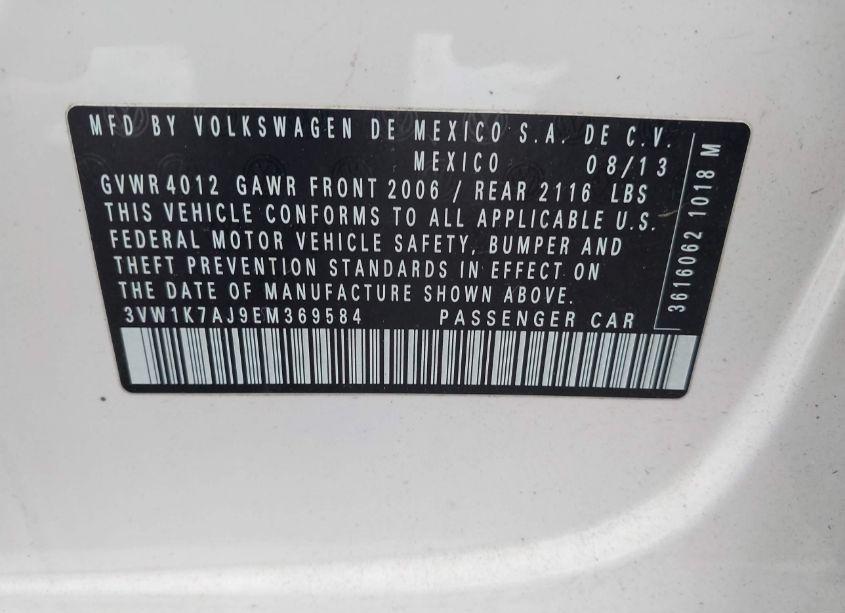 MFD BY VOLKSWAGEN DE MEXICO S.A. DE C.V.
MEXICO 08/13
GVWR 4012 GAWR FRONT 2006 / REAR 2116 LBS
THIS VEHICLE CONFORMS TO ALL APPLICABLE U.S.
FEDERAL MOTOR VEHICLE SAFETY, BUMPER AND
THEFT PREVENTION STANDARDS IN EFFECT ON
THE DATE OF MANUFACTURE SHOWN ABOVE.
3VW1K7AJ9EM369584 PASSENGER CAR
3616062 1018 M